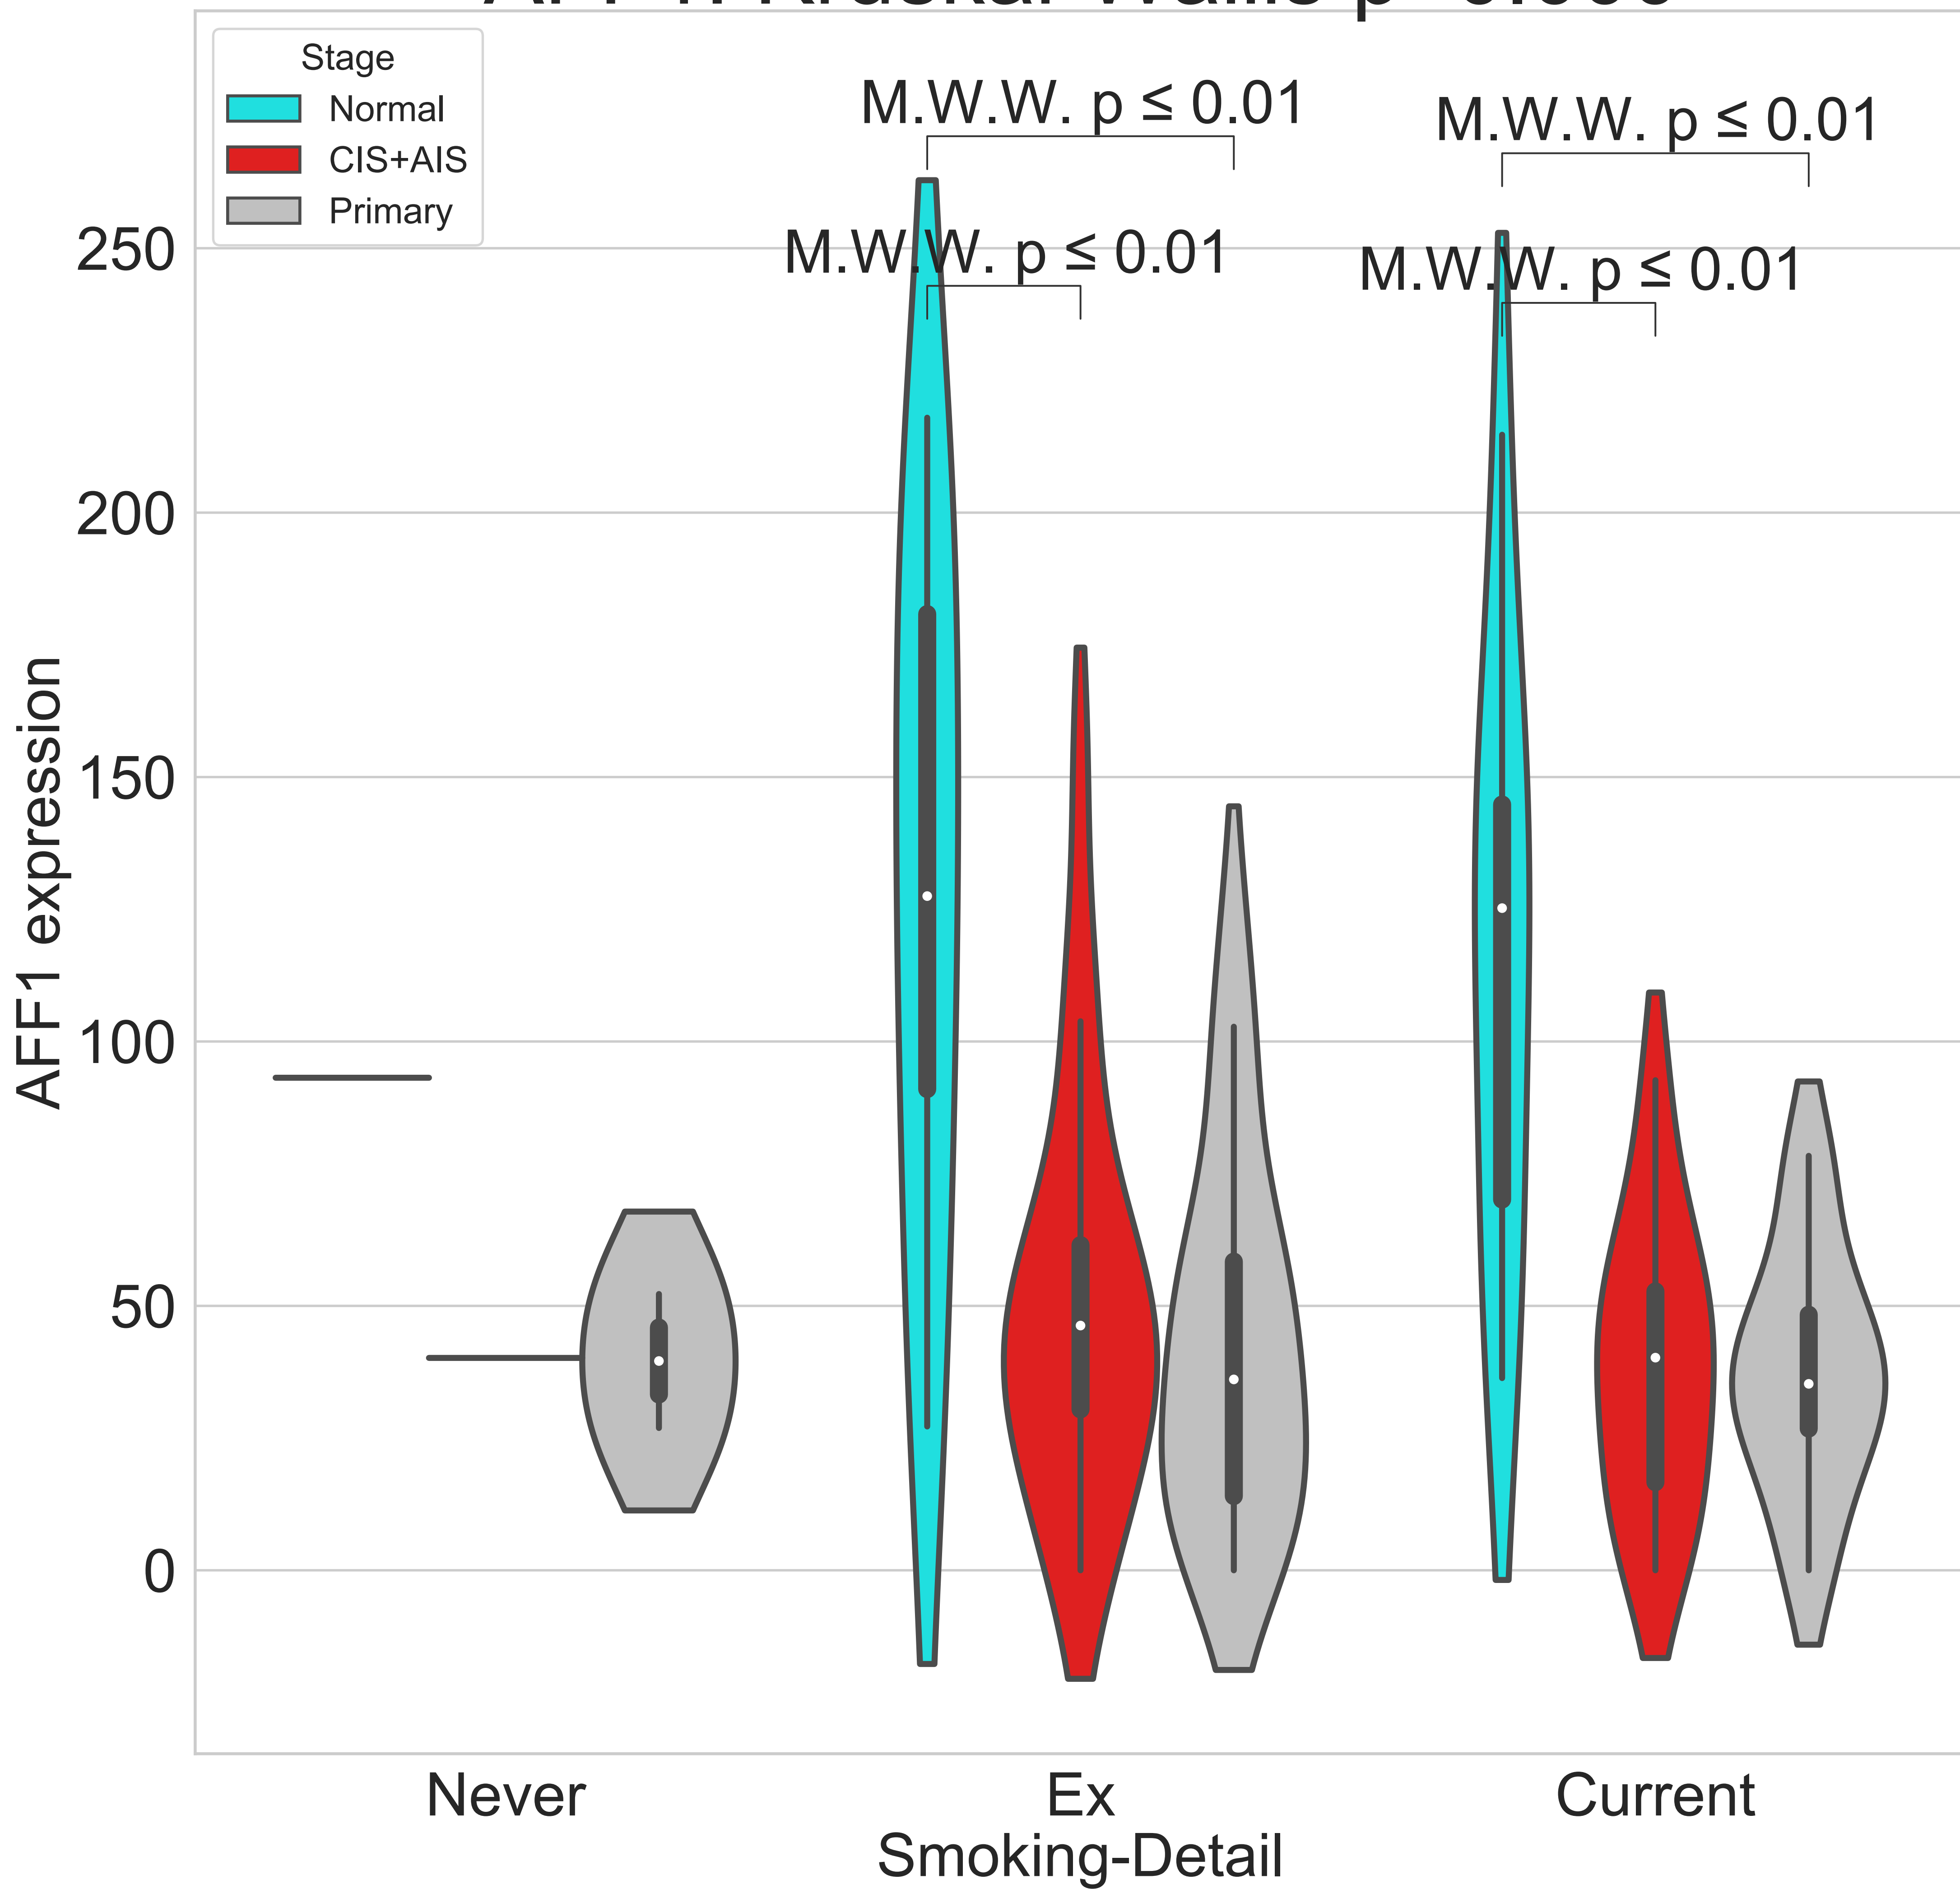 Stage
Normal
CIS+AIS
Primary
M.W.W. p ≤ 0.01
M.W.W. p ≤ 0.01
M.W.W. p ≤ 0.01
M.W.W. p ≤ 0.01
AFF1 expression
250
200
150
100
50
0
Never
Ex
Current
Smoking-Detail